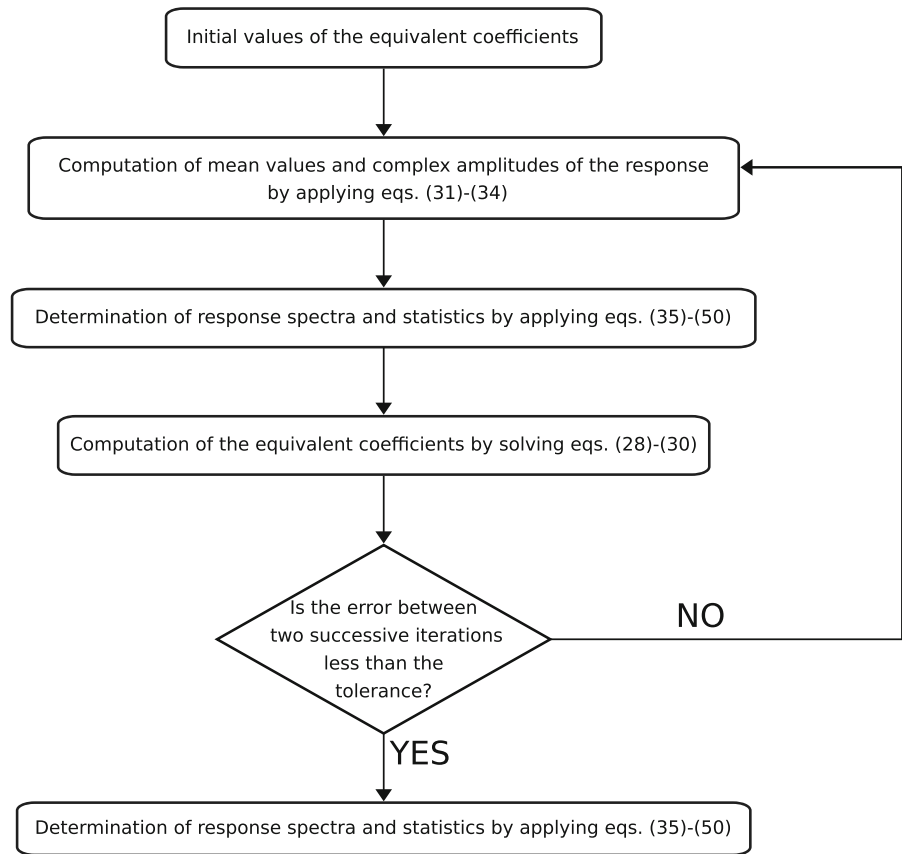 Initial values of the equivalent coefficients
Computation of mean values and complex amplitudes of the response
by applying eqs. (31)-(34)
Determination of response spectra and statistics by applying eqs. (35)-(50)
Computation of the equivalent coefficients by solving eqs. (28)-(30)
Is the error between
two successive iterations
less than the
tolerance?
NO
YES
Determination of response spectra and statistics by applying eqs. (35)-(50)